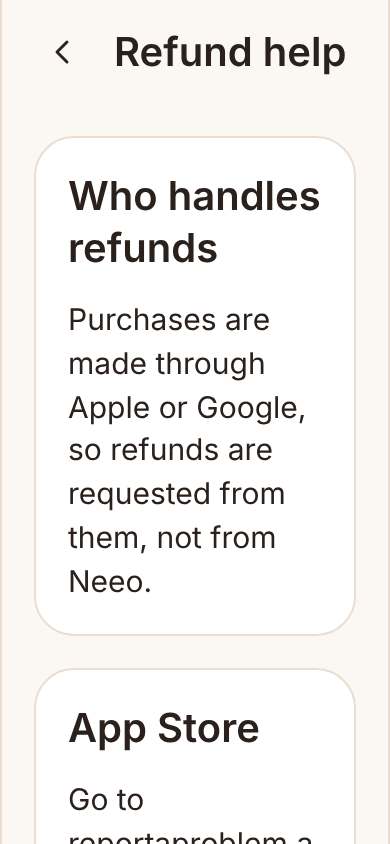 Refund help
Who handles
refunds
Purchases are
made through
Apple or Google,
so refunds are
requested from
them, not from
Neeo.
App Store
Go to
reportaproblem.a